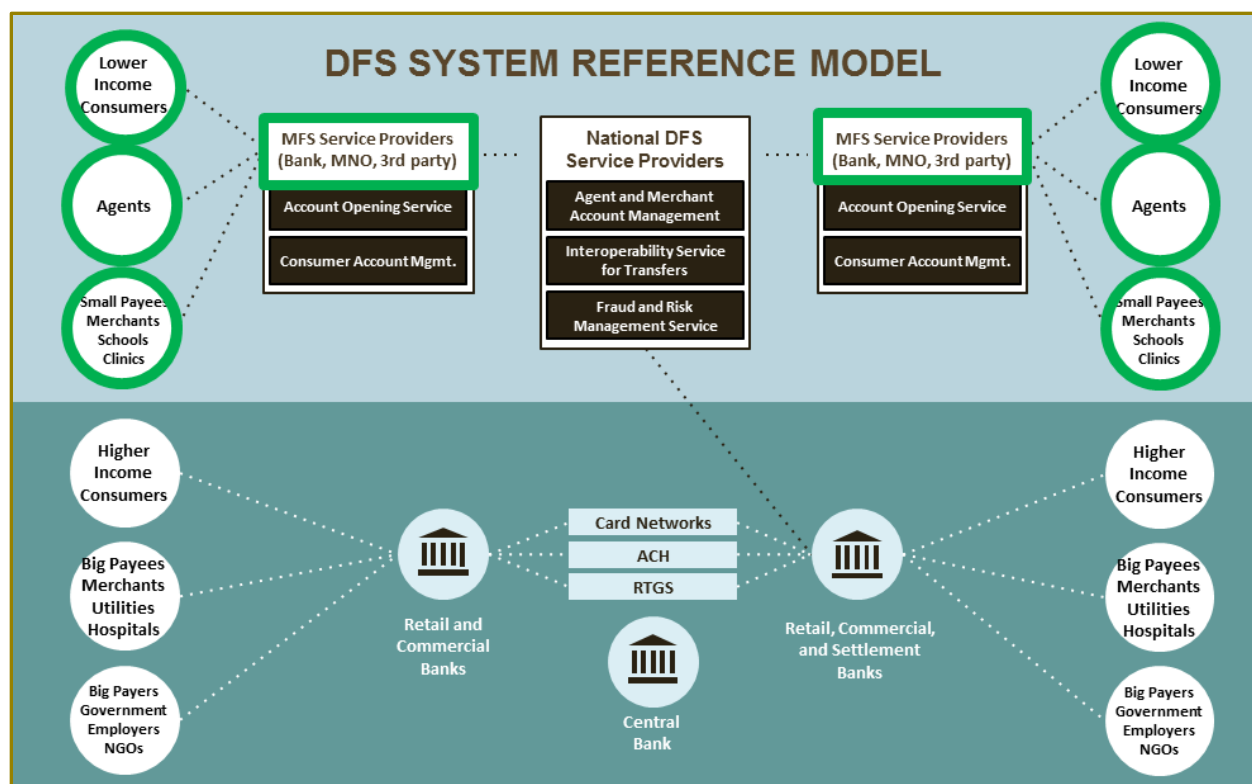 DFS SYSTEM REFERENCE MODEL
Lower
Income
Consumers
Agents
Small Payees
Merchants
Schools
Clinics
MFS Service Providers
(Bank, MNO, 3rd party)
Account Opening Service
Consumer Account Mgmt.
National DFS
Service Providers
Agent and Merchant
Account Management
Interoperability Service
for Transfers
Fraud and Risk
Management Service
MFS Service Providers
(Bank, MNO, 3rd party)
Account Opening Service
Consumer Account Mgmt.
Lower
Income
Consumers
Agents
Small Payees
Merchants
Schools
Clinics
Higher
Income
Consumers
Big Payees
Merchants
Utilities
Hospitals
Big Payers
Government
Employers
NGOs
Retail and
Commercial
Banks
Card Networks
ACH
RTGS
Central
Bank
Retail, Commercial,
and Settlement
Banks
Higher
Income
Consumers
Big Payees
Merchants
Utilities
Hospitals
Big Payers
Government
Employers
NGOs